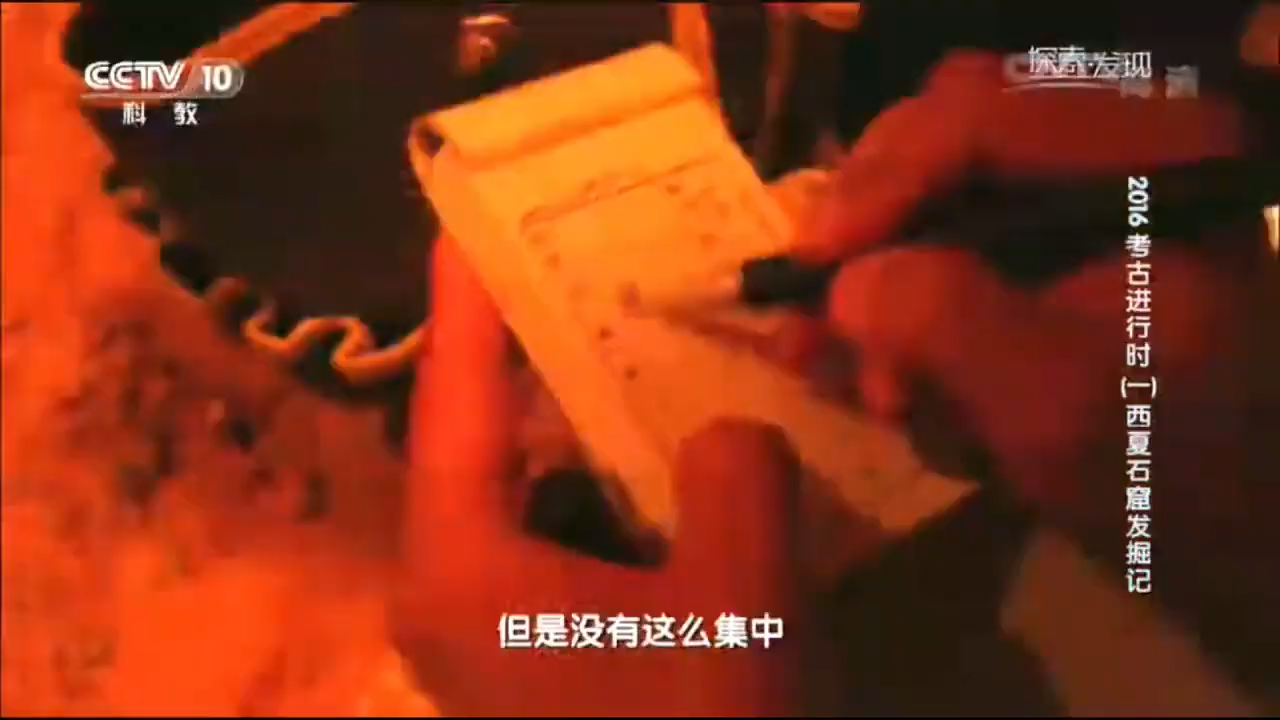 CCTV 10
科教
探索·发现
2016 考古进行时(一)西夏石窟发掘记
但是没有这么集中